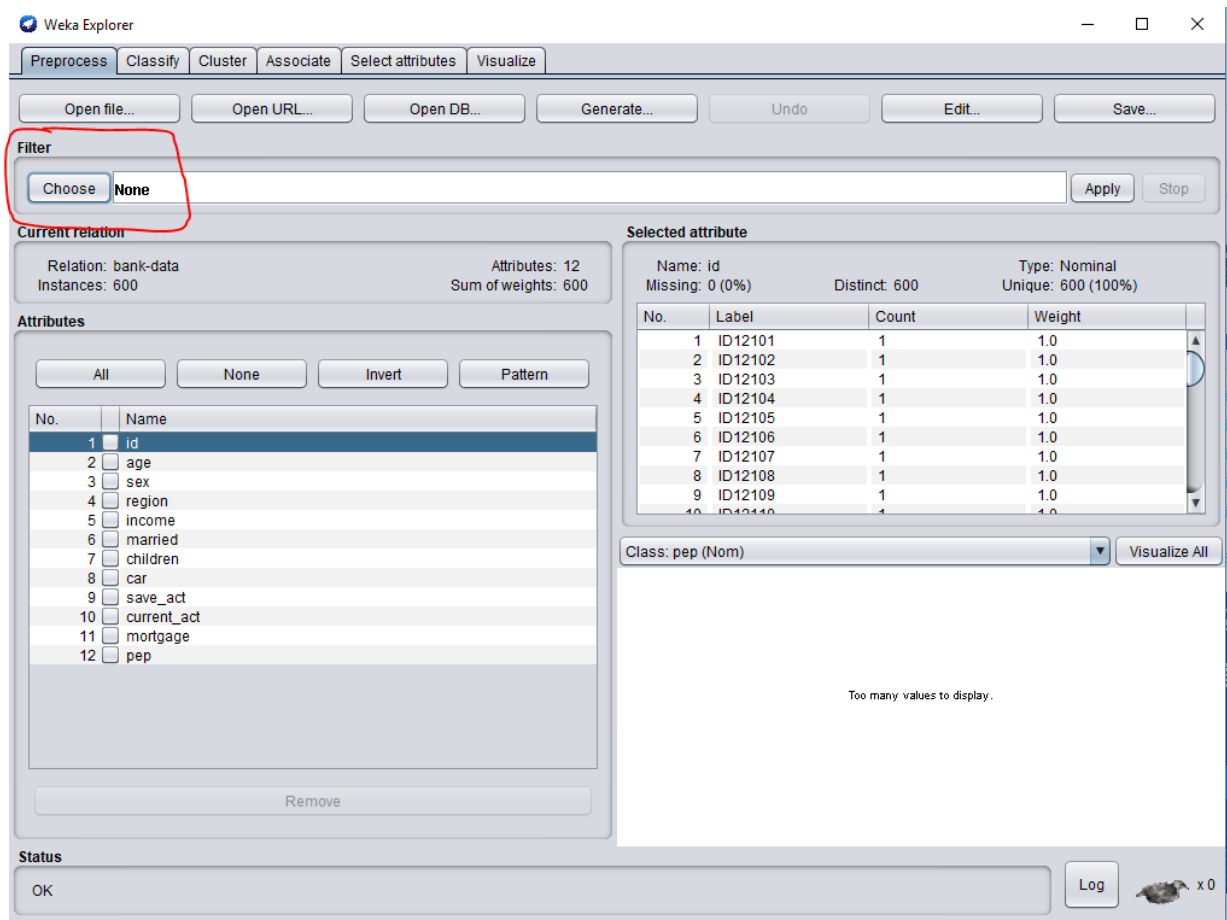 Weka Explorer
Preprocess Classify Cluster Associate Select attributes Visualize
Open file... Open URL... Open DB... Generate... Undo Edit... Save...
Filter
Choose None Apply Stop
Current relation
Relation: bank-data Attributes: 12
Instances: 600 Sum of weights: 600
Attributes
All None Invert Pattern
No. Name
1 id
2 age
3 sex
4 region
5 income
6 married
7 children
8 car
9 save_act
10 current_act
11 mortgage
12 pep
Remove
Selected attribute
Name: id Type: Nominal
Missing: 0 (0%) Distinct: 600 Unique: 600 (100%)
No. Label Count Weight
1 ID12101 1 1.0
2 ID12102 1 1.0
3 ID12103 1 1.0
4 ID12104 1 1.0
5 ID12105 1 1.0
6 ID12106 1 1.0
7 ID12107 1 1.0
8 ID12108 1 1.0
9 ID12109 1 1.0
10 ID12110 1 1.0
Class: pep (Nom) Visualize All
Too many values to display.
Status
OK Log x 0